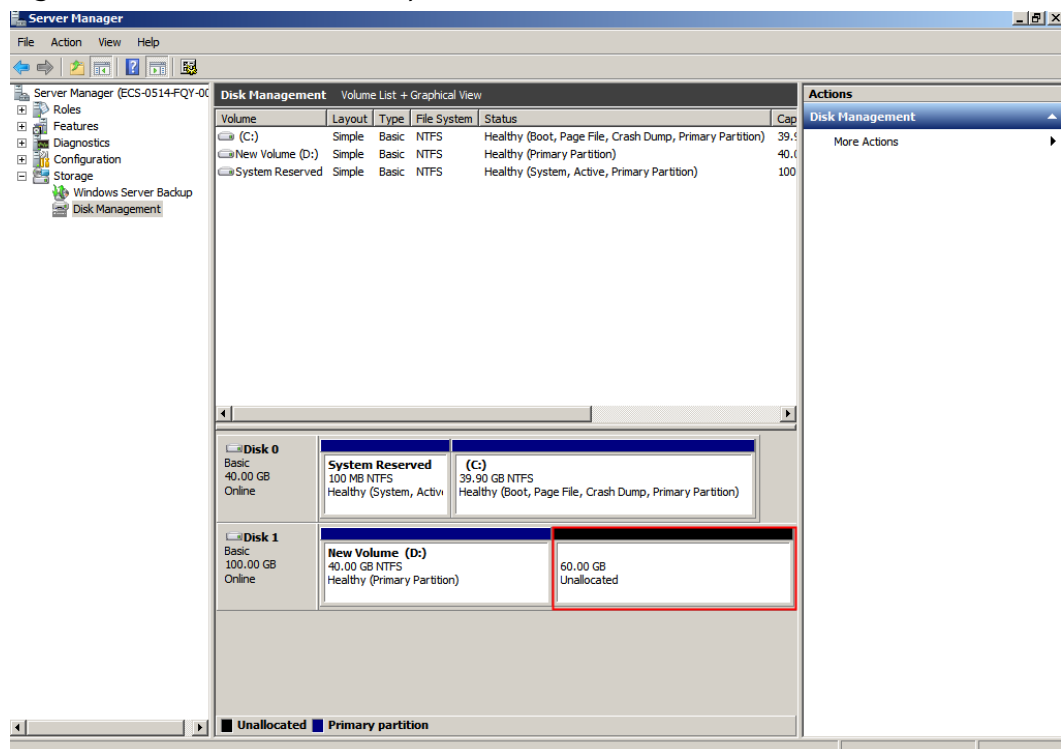 Server Manager
File Action View Help
Server Manager (ECS-0514-FQY-00
Roles
Features
Diagnostics
Configuration
Storage
Windows Server Backup
Disk Management
Disk Management Volume List + Graphical View
Volume Layout Type File System Status Cap
(C:) Simple Basic NTFS Healthy (Boot, Page File, Crash Dump, Primary Partition) 39.9
New Volume (D:) Simple Basic NTFS Healthy (Primary Partition) 40.0
System Reserved Simple Basic NTFS Healthy (System, Active, Primary Partition) 100
Disk 0
Basic
40.00 GB
Online
System Reserved
100 MB NTFS
Healthy (System, Activ
(C:)
39.90 GB NTFS
Healthy (Boot, Page File, Crash Dump, Primary Partition)
Disk 1
Basic
100.00 GB
Online
New Volume (D:)
40.00 GB NTFS
Healthy (Primary Partition)
60.00 GB
Unallocated
Unallocated Primary partition
Actions
Disk Management
More Actions